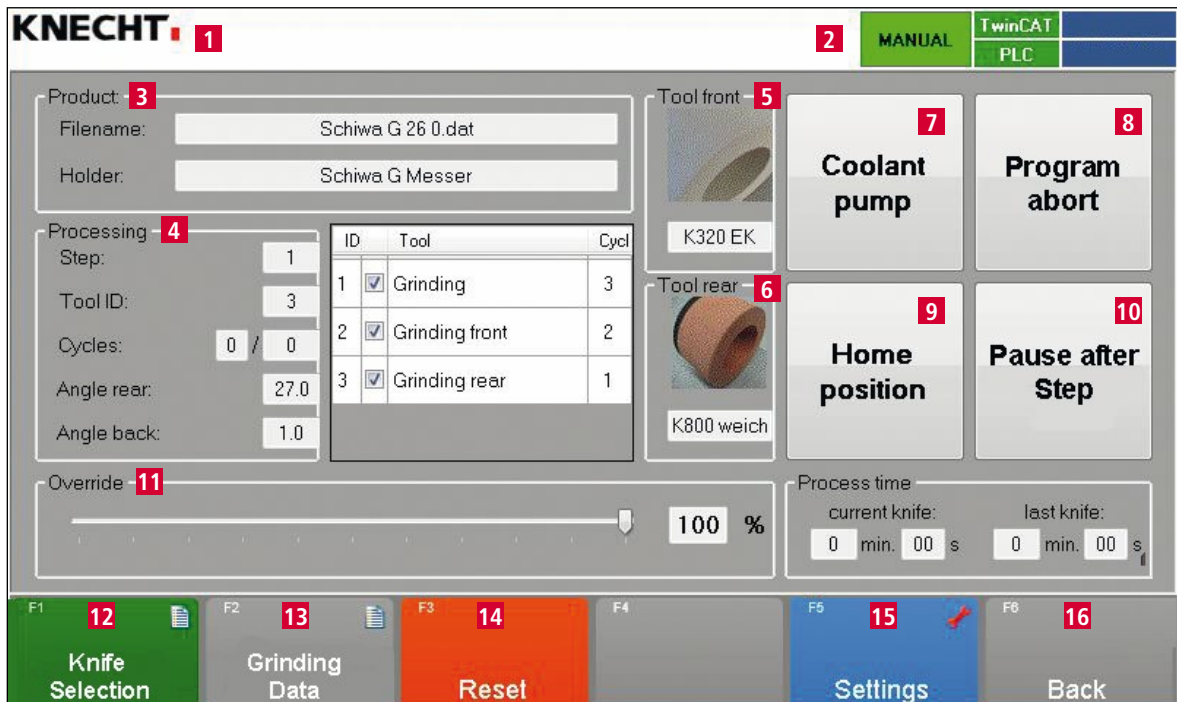 KNECHT
1
2
MANUAL
TwinCAT
PLC
Product: 3
Filename: Schiwa G 26 0.dat
Holder: Schiwa G Messer
Processing 4
Step: 1
Tool ID: 3
Cycles: 0 / 0
Angle rear: 27.0
Angle back: 1.0
ID Tool Cycl
1 Grinding 3
2 Grinding front 2
3 Grinding rear 1
Tool front 5
K320 EK
Tool rear 6
K800 weich
7
Coolant
pump
8
Program
abort
9
Home
position
10
Pause after
Step
Override 11
100 %
Process time
current knife: last knife:
0 min. 00 s 0 min. 00 s
F1 12
Knife
Selection
F2 13
Grinding
Data
F3 14
Reset
F4
F5 15
Settings
F6 16
Back